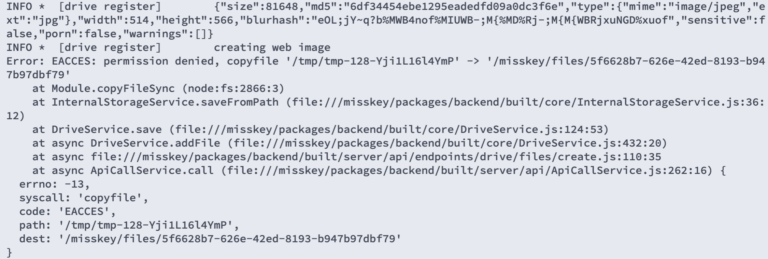 INFO *  [drive register]        {"size":81648,"md5":"6df34454ebe1295eadedfd09a0dc3f6e","type":{"mime":"image/jpeg","e
xt":"jpg"},"width":514,"height":566,"blurhash":"eOL;jY~q?b%MWB4nof%MIUWB-;M{%MD%Rj-;M{M{WBRjxuNGD%xuof","sensitive":f
alse,"porn":false,"warnings":[]}
INFO *  [drive register]        creating web image
Error: EACCES: permission denied, copyfile '/tmp/tmp-128-Yji1L16l4YmP' -> '/misskey/files/5f6628b7-626e-42ed-8193-b94
7b97dbf79'
    at Module.copyFileSync (node:fs:2866:3)
    at InternalStorageService.saveFromPath (file:///misskey/packages/backend/built/core/InternalStorageService.js:36:
12)
    at DriveService.save (file:///misskey/packages/backend/built/core/DriveService.js:124:53)
    at async DriveService.addFile (file:///misskey/packages/backend/built/core/DriveService.js:432:20)
    at async file:///misskey/packages/backend/built/server/api/endpoints/drive/files/create.js:110:35
    at async ApiCallService.call (file:///misskey/packages/backend/built/server/api/ApiCallService.js:262:16) {
  errno: -13,
  syscall: 'copyfile',
  code: 'EACCES',
  path: '/tmp/tmp-128-Yji1L16l4YmP',
  dest: '/misskey/files/5f6628b7-626e-42ed-8193-b947b97dbf79'
}